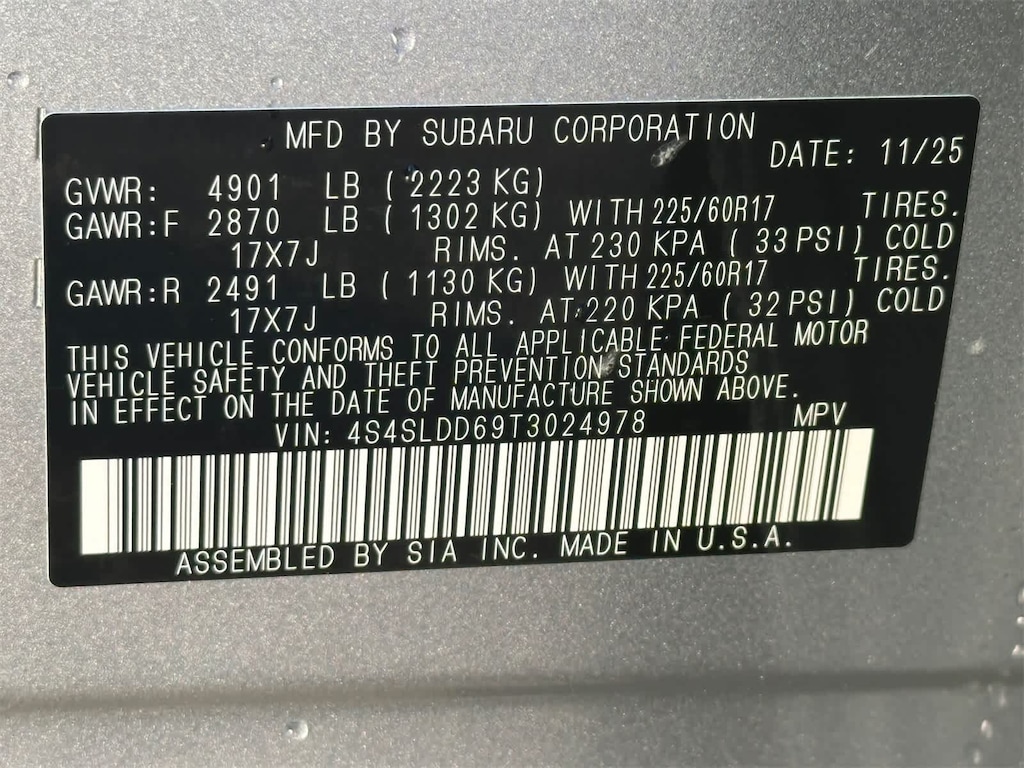 MFD BY SUBARU CORPORATION
DATE: 11/25
GVWR: 4901 LB (2223 KG)
GAWR:F 2870 LB (1302 KG) WITH 225/60R17 TIRES.
17X7J RIMS. AT 230 KPA (33 PSI) COLD
GAWR:R 2491 LB (1130 KG) WITH 225/60R17 TIRES.
17X7J RIMS. AT 220 KPA (32 PSI) COLD
THIS VEHICLE CONFORMS TO ALL APPLICABLE FEDERAL MOTOR
VEHICLE SAFETY AND THEFT PREVENTION STANDARDS
IN EFFECT ON THE DATE OF MANUFACTURE SHOWN ABOVE.
VIN: 4S4SLDD69T3024978 MPV
ASSEMBLED BY SIA INC. MADE IN U.S.A.